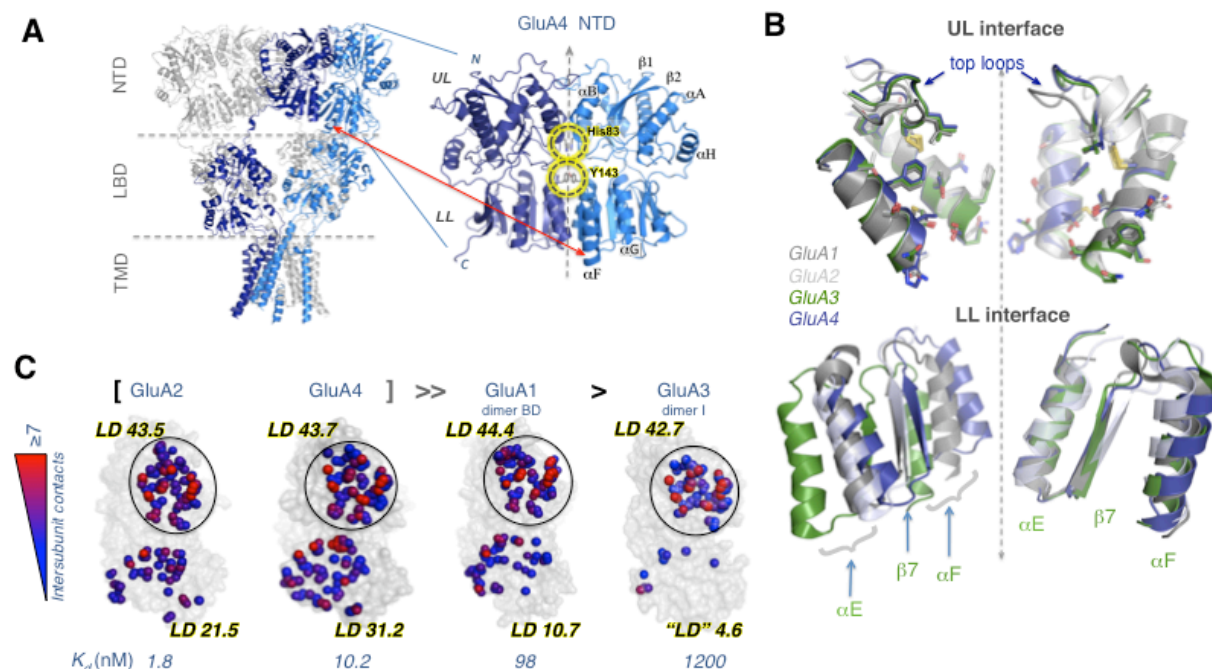 A
NTD
LBD
TMD
GluA4 NTD
N
UL
αB
β1
β2
αA
His83
αH
Y143
LL
αG
C
αF
B
UL interface
top loops
GluA1
GluA2
GluA3
GluA4
LL interface
β7
αF
αE
αE
β7
αF
C
[ GluA2 GluA4 ] >> GluA1 > GluA3
dimer BD dimer I
≥7
Intersubunit contacts
LD 43.5 LD 43.7 LD 44.4 LD 42.7
LD 21.5 LD 31.2 LD 10.7 “LD” 4.6
Kd(nM) 1.8 10.2 98 1200